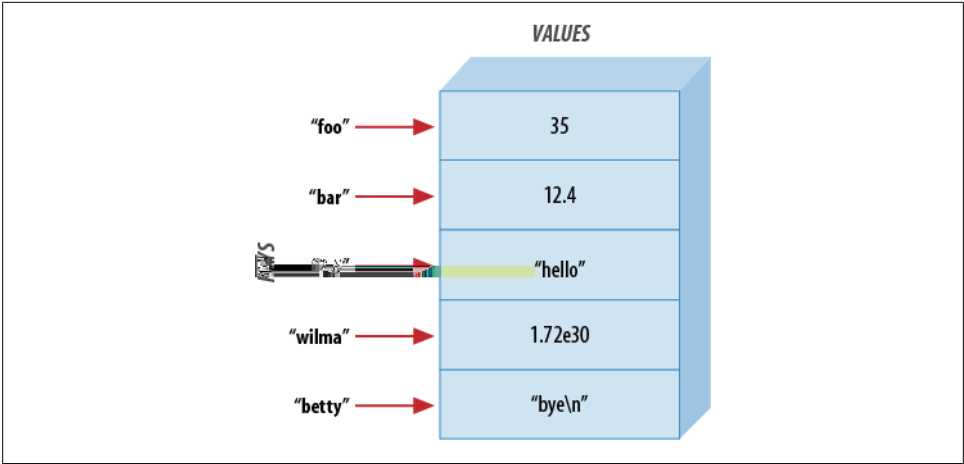 VALUES
“foo” 35
“bar” 12.4
“hello”
“wilma” 1.72e30
“betty” “bye\n”